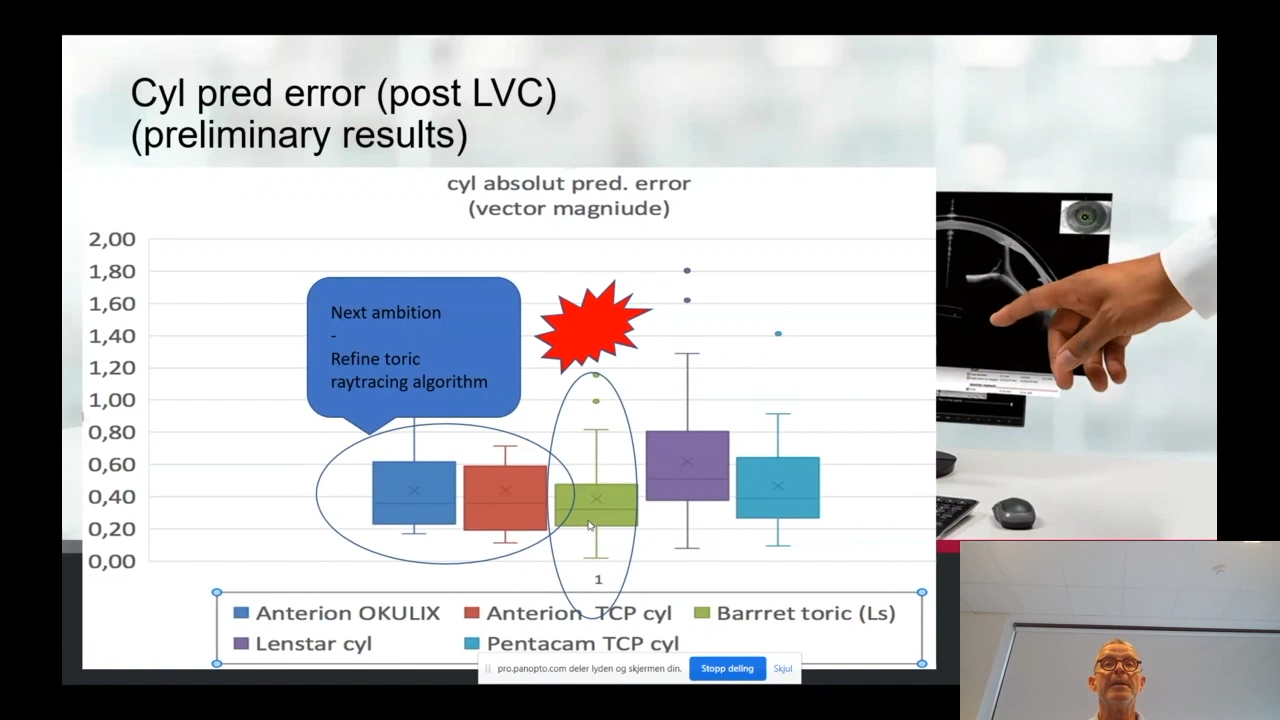 Cyl pred error (post LVC)
(preliminary results)
cyl absolut pred. error
(vector magniude)
2,00
1,80
1,60
1,40
1,20
1,00
0,80
0,60
0,40
0,20
0,00
Next ambition
-
Refine toric
raytracing algorithm
1
Anterion OKULIX
Anterion TCP cyl
Barrret toric (Ls)
Lenstar cyl
Pentacam TCP cyl
pro.panopto.com deler lyden og skjermen din.
Stopp deling
Skjul